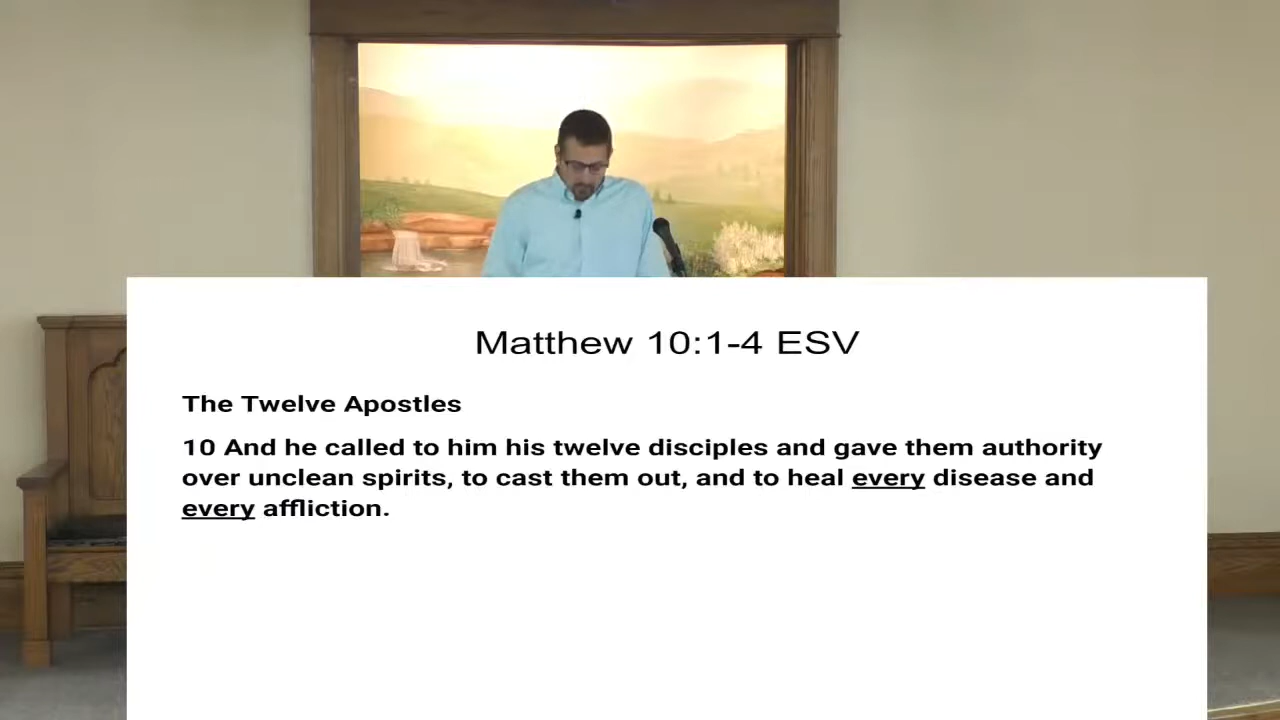 Matthew 10:1-4 ESV
The Twelve Apostles
10 And he called to him his twelve disciples and gave them authority
over unclean spirits, to cast them out, and to heal every disease and
every affliction.